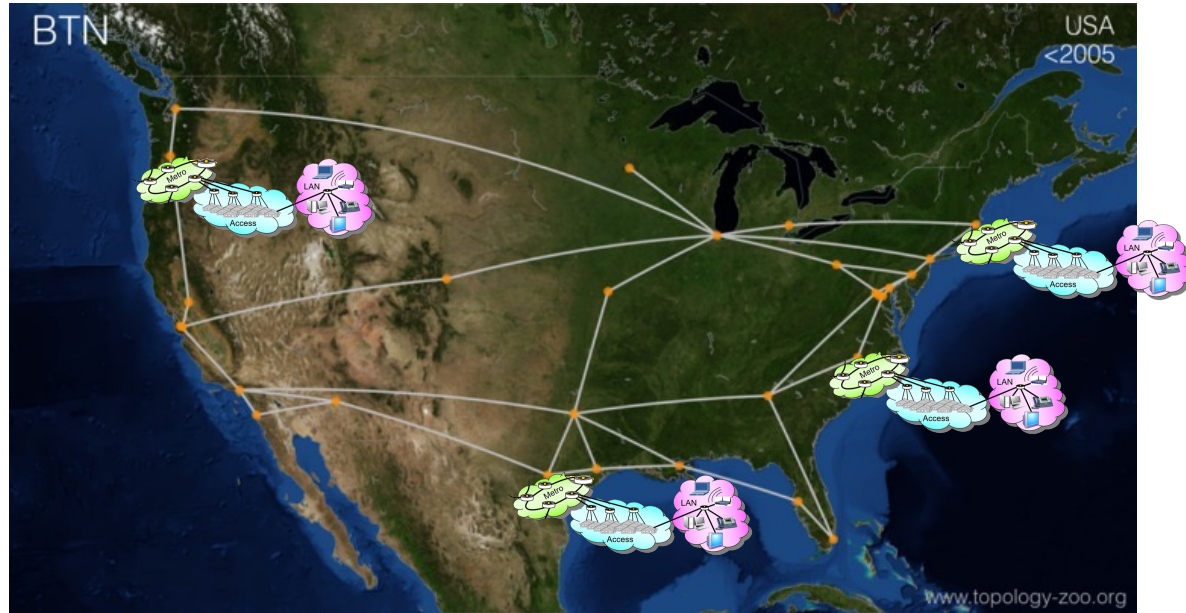 BTN
USA
<2005
Metro
LAN
Access
Metro
LAN
Access
Metro
LAN
Access
Metro
LAN
Access
www.topology-zoo.org